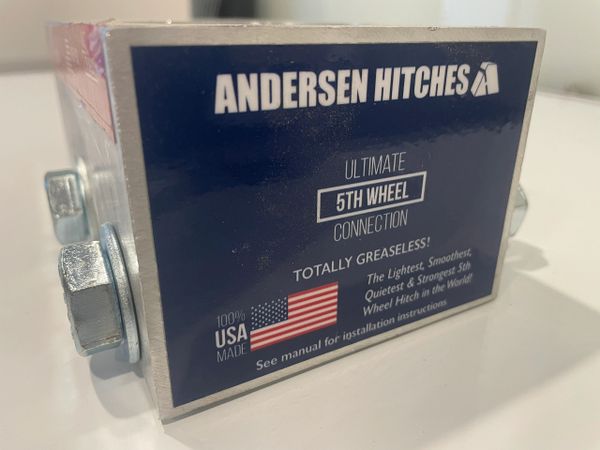 ANDERSEN HITCHES
ULTIMATE
5TH WHEEL
CONNECTION
TOTALLY GREASELESS!
The Lightest, Smoothest,
Quietest & Strongest 5th
Wheel Hitch in the World!
100%
USA
MADE
See manual for installation instructions